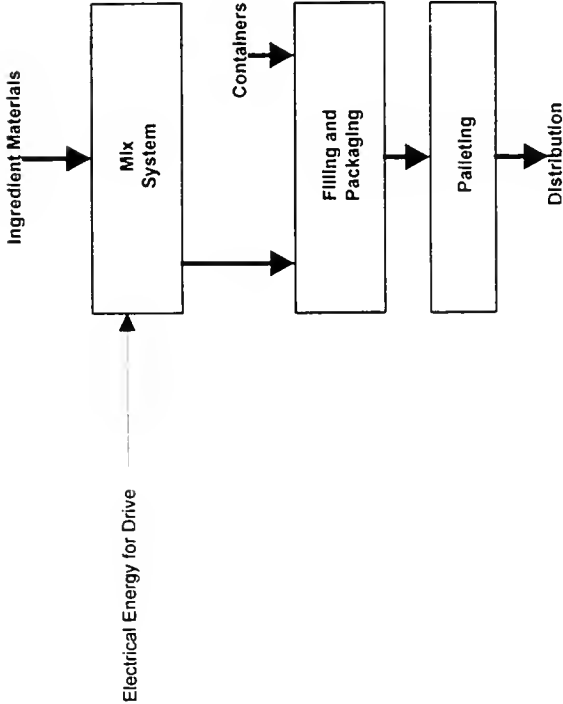 Ingredient Materials
Mix
System
Electrical Energy for Drive
Containers
Filling and
Packaging
Palleting
Distribution